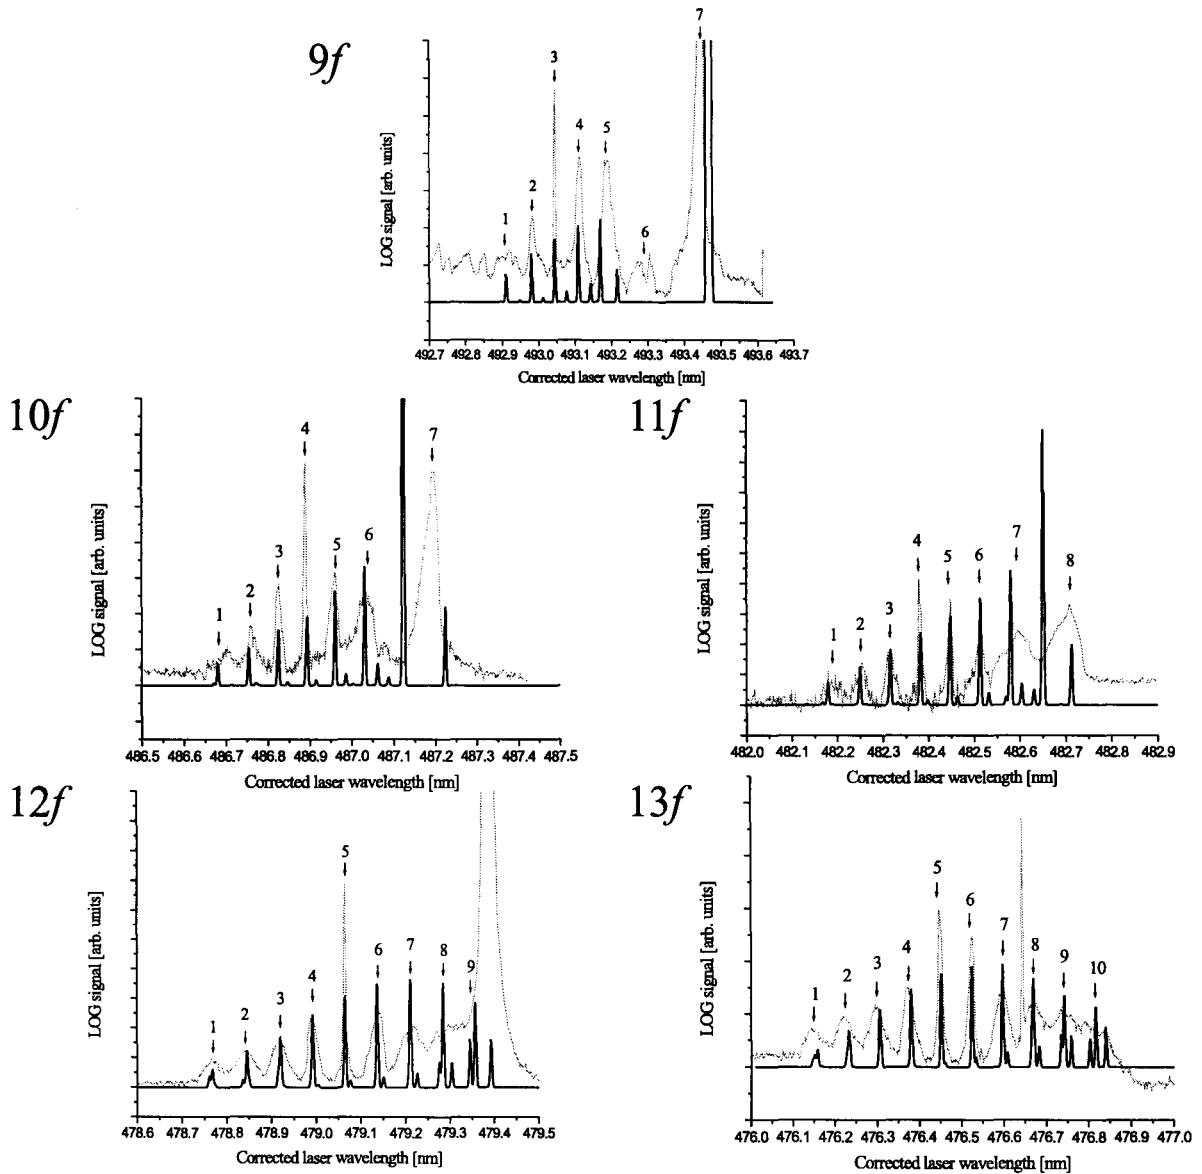 9f
7
3
4
5
2
1
6
LOG signal [arb. units]
492.7 492.8 492.9 493.0 493.1 493.2 493.3 493.4 493.5 493.6 493.7
Corrected laser wavelength [nm]
10f
4
7
3
5
6
2
1
LOG signal [arb. units]
486.5 486.6 486.7 486.8 486.9 487.0 487.1 487.2 487.3 487.4 487.5
Corrected laser wavelength [nm]
11f
4
5
6
7
8
3
2
1
LOG signal [arb. units]
482.0 482.1 482.2 482.3 482.4 482.5 482.6 482.7 482.8 482.9
Corrected laser wavelength [nm]
12f
5
6
7
8
9
4
3
2
1
LOG signal [arb. units]
478.6 478.7 478.8 478.9 479.0 479.1 479.2 479.3 479.4 479.5
Corrected laser wavelength [nm]
13f
5
6
7
8
9
10
4
3
2
1
LOG signal [arb. units]
476.0 476.1 476.2 476.3 476.4 476.5 476.6 476.7 476.8 476.9 477.0
Corrected laser wavelength [nm]